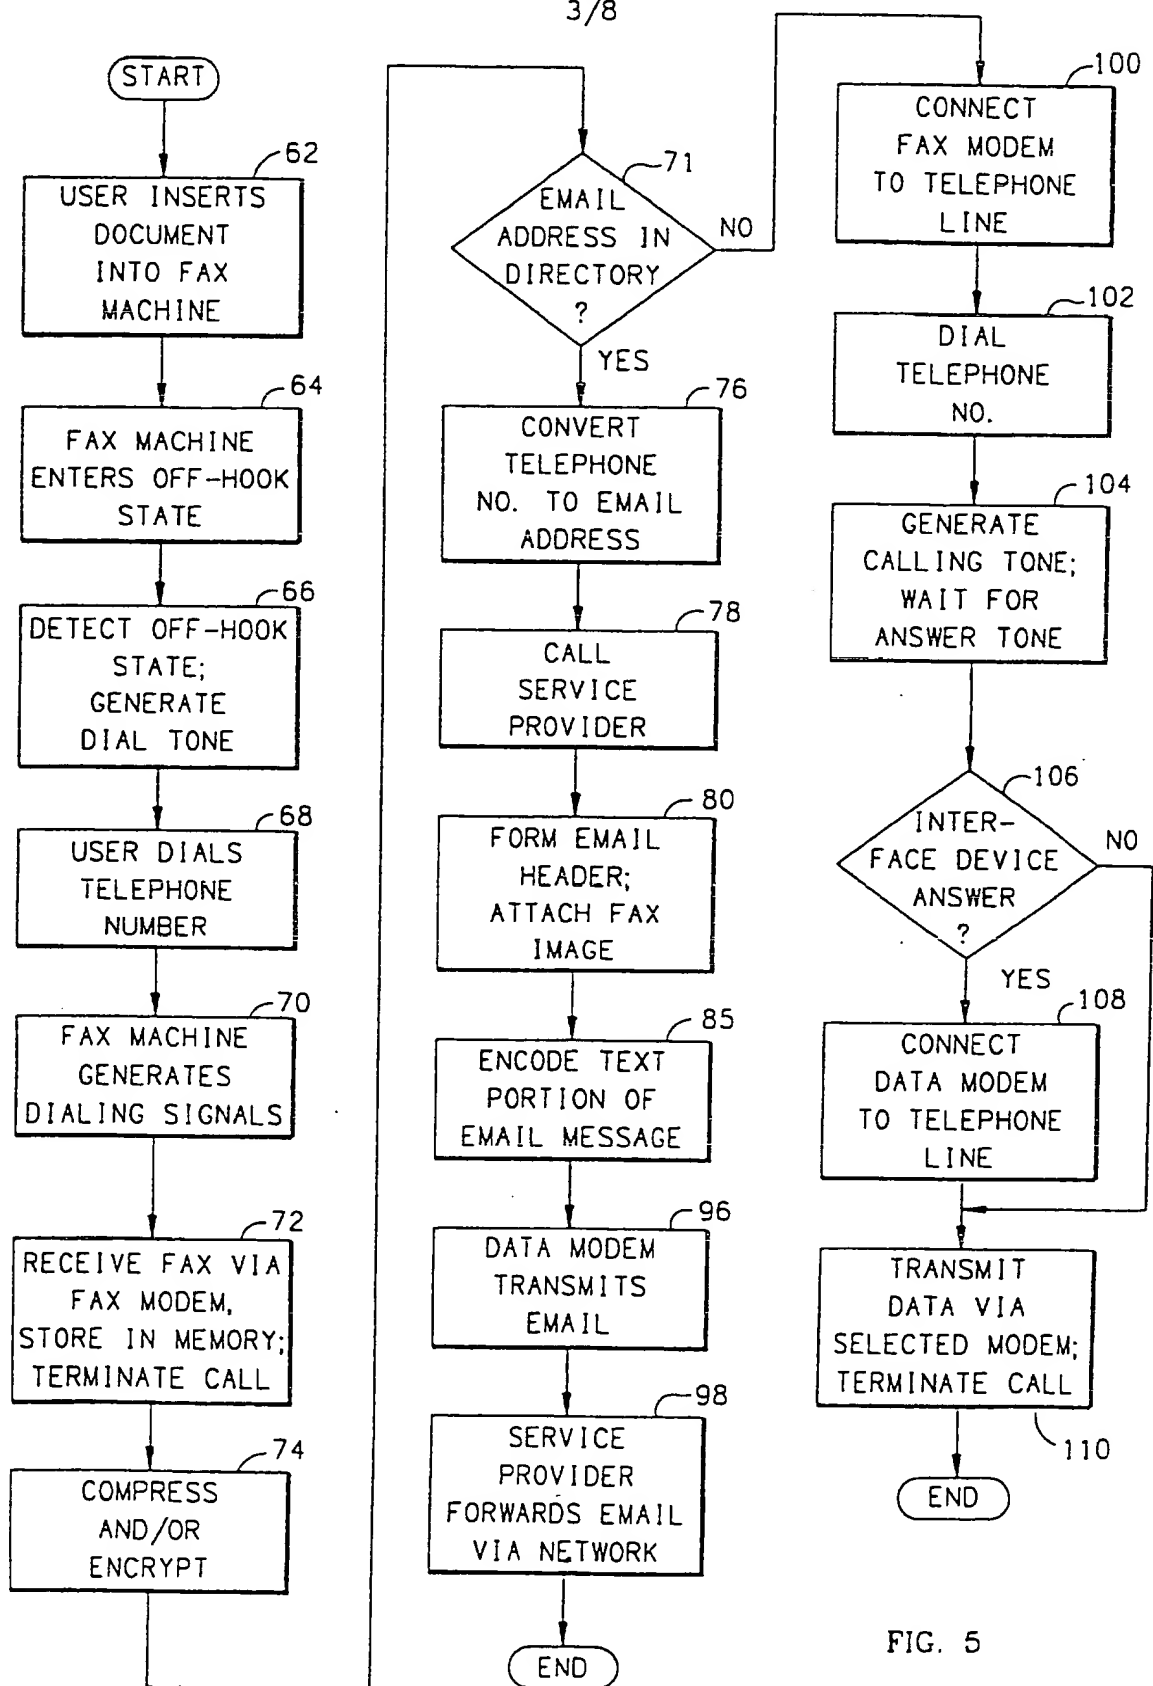 3/8
START
62
USER INSERTS
DOCUMENT
INTO FAX
MACHINE
64
FAX MACHINE
ENTERS OFF-HOOK
STATE
66
DETECT OFF-HOOK
STATE;
GENERATE
DIAL TONE
68
USER DIALS
TELEPHONE
NUMBER
70
FAX MACHINE
GENERATES
DIALING SIGNALS
72
RECEIVE FAX VIA
FAX MODEM,
STORE IN MEMORY;
TERMINATE CALL
74
COMPRESS
AND/OR
ENCRYPT
71
EMAIL
ADDRESS IN
DIRECTORY
?
NO
YES
76
CONVERT
TELEPHONE
NO. TO EMAIL
ADDRESS
78
CALL
SERVICE
PROVIDER
80
FORM EMAIL
HEADER;
ATTACH FAX
IMAGE
85
ENCODE TEXT
PORTION OF
EMAIL MESSAGE
96
DATA MODEM
TRANSMITS
EMAIL
98
SERVICE
PROVIDER
FORWARDS EMAIL
VIA NETWORK
END
100
CONNECT
FAX MODEM
TO TELEPHONE
LINE
102
DIAL
TELEPHONE
NO.
104
GENERATE
CALLING TONE;
WAIT FOR
ANSWER TONE
106
INTER-
FACE DEVICE
ANSWER
?
NO
YES
108
CONNECT
DATA MODEM
TO TELEPHONE
LINE
TRANSMIT
DATA VIA
SELECTED MODEM;
TERMINATE CALL
110
END
FIG. 5